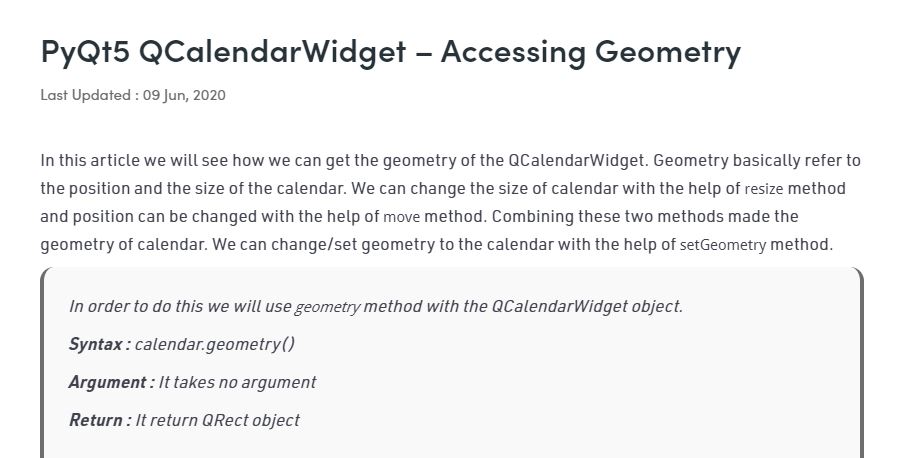 PyQt5 QCalendarWidget – Accessing Geometry
Last Updated : 09 Jun, 2020
In this article we will see how we can get the geometry of the QCalendarWidget. Geometry basically refer to
the position and the size of the calendar. We can change the size of calendar with the help of resize method
and position can be changed with the help of move method. Combining these two methods made the
geometry of calendar. We can change/set geometry to the calendar with the help of setGeometry method.
In order to do this we will use geometry method with the QCalendarWidget object.
Syntax : calendar.geometry()
Argument : It takes no argument
Return : It return QRect object